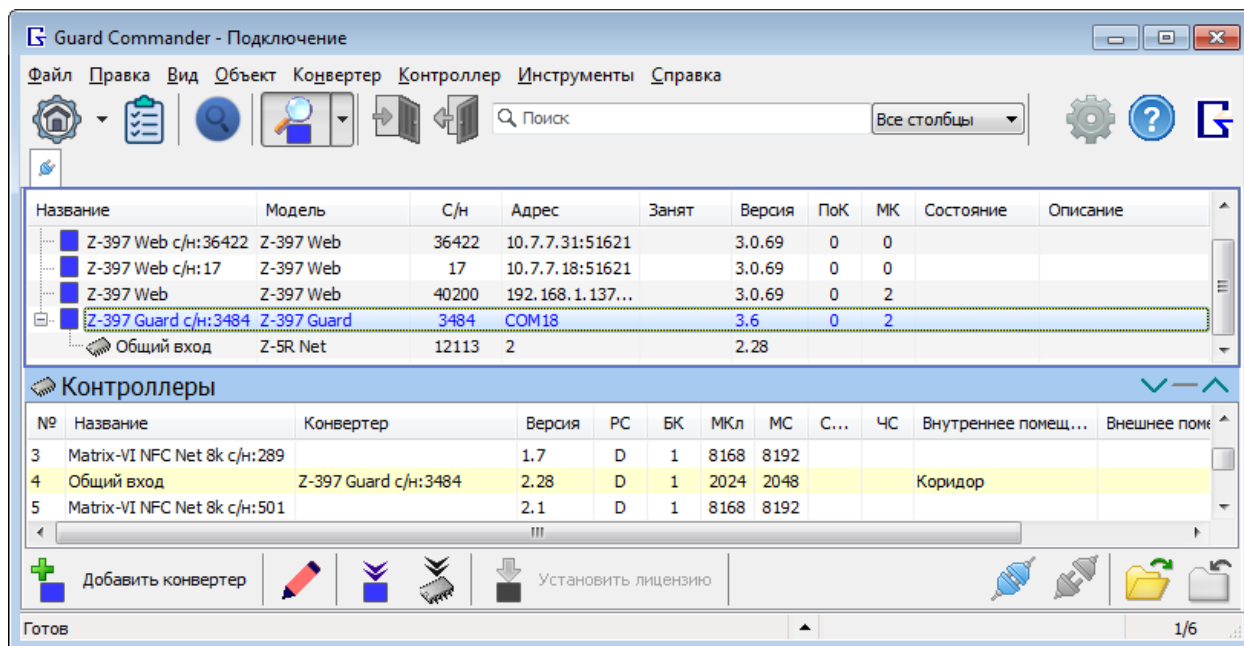 Guard Commander - Подключение
Файл Правка Вид Объект Конвертер Контроллер Инструменты Справка
Поиск Все столбцы
Название Модель С/н Адрес Занят Версия ПоК МК Состояние Описание
Z-397 Web с/н:36422 Z-397 Web 36422 10.7.7.31:51621 3.0.69 0 0
Z-397 Web с/н:17 Z-397 Web 17 10.7.7.18:51621 3.0.69 0 0
Z-397 Web Z-397 Web 40200 192.168.1.137... 3.0.69 0 2
Z-397 Guard с/н:3484 Z-397 Guard 3484 COM18 3.6 0 2
Общий вход Z-5R Net 12113 2 2.28
Контроллеры
№ Название Конвертер Версия РС БК МКл МС С... ЧС Внутреннее помещ... Внешнее поме
3 Matrix-VI NFC Net 8k с/н:289 1.7 D 1 8168 8192
4 Общий вход Z-397 Guard с/н:3484 2.28 D 1 2024 2048 Коридор
5 Matrix-VI NFC Net 8k с/н:501 2.1 D 1 8168 8192
Добавить конвертер Установить лицензию
Готов 1/6